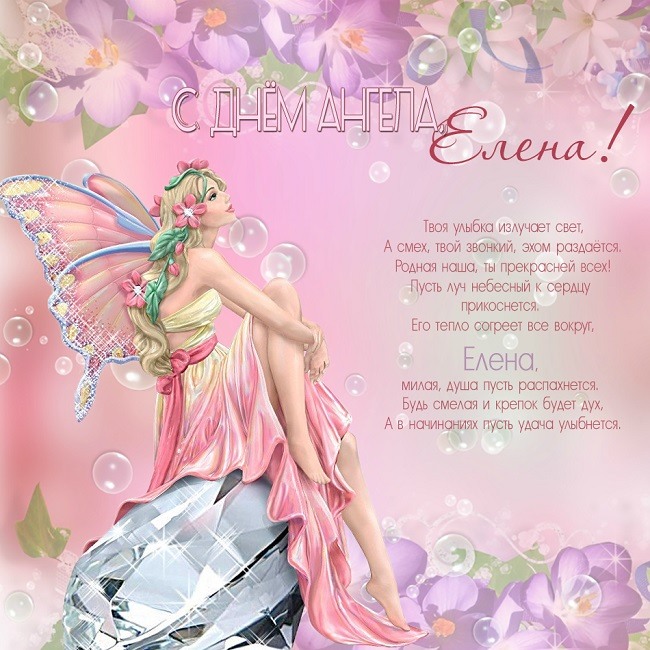 С ДНЁМ АНГЕЛА,
Елена!
Твоя улыбка излучает свет,
А смех, твой звонкий, эхом раздаётся.
Родная наша, ты прекрасней всех!
Пусть луч небесный к сердцу
прикоснется.
Его тепло согреет все вокруг,
Елена,
милая, душа пусть распахнется.
Будь смелая и крепок будет дух,
А в начинаниях пусть удача улыбнется.